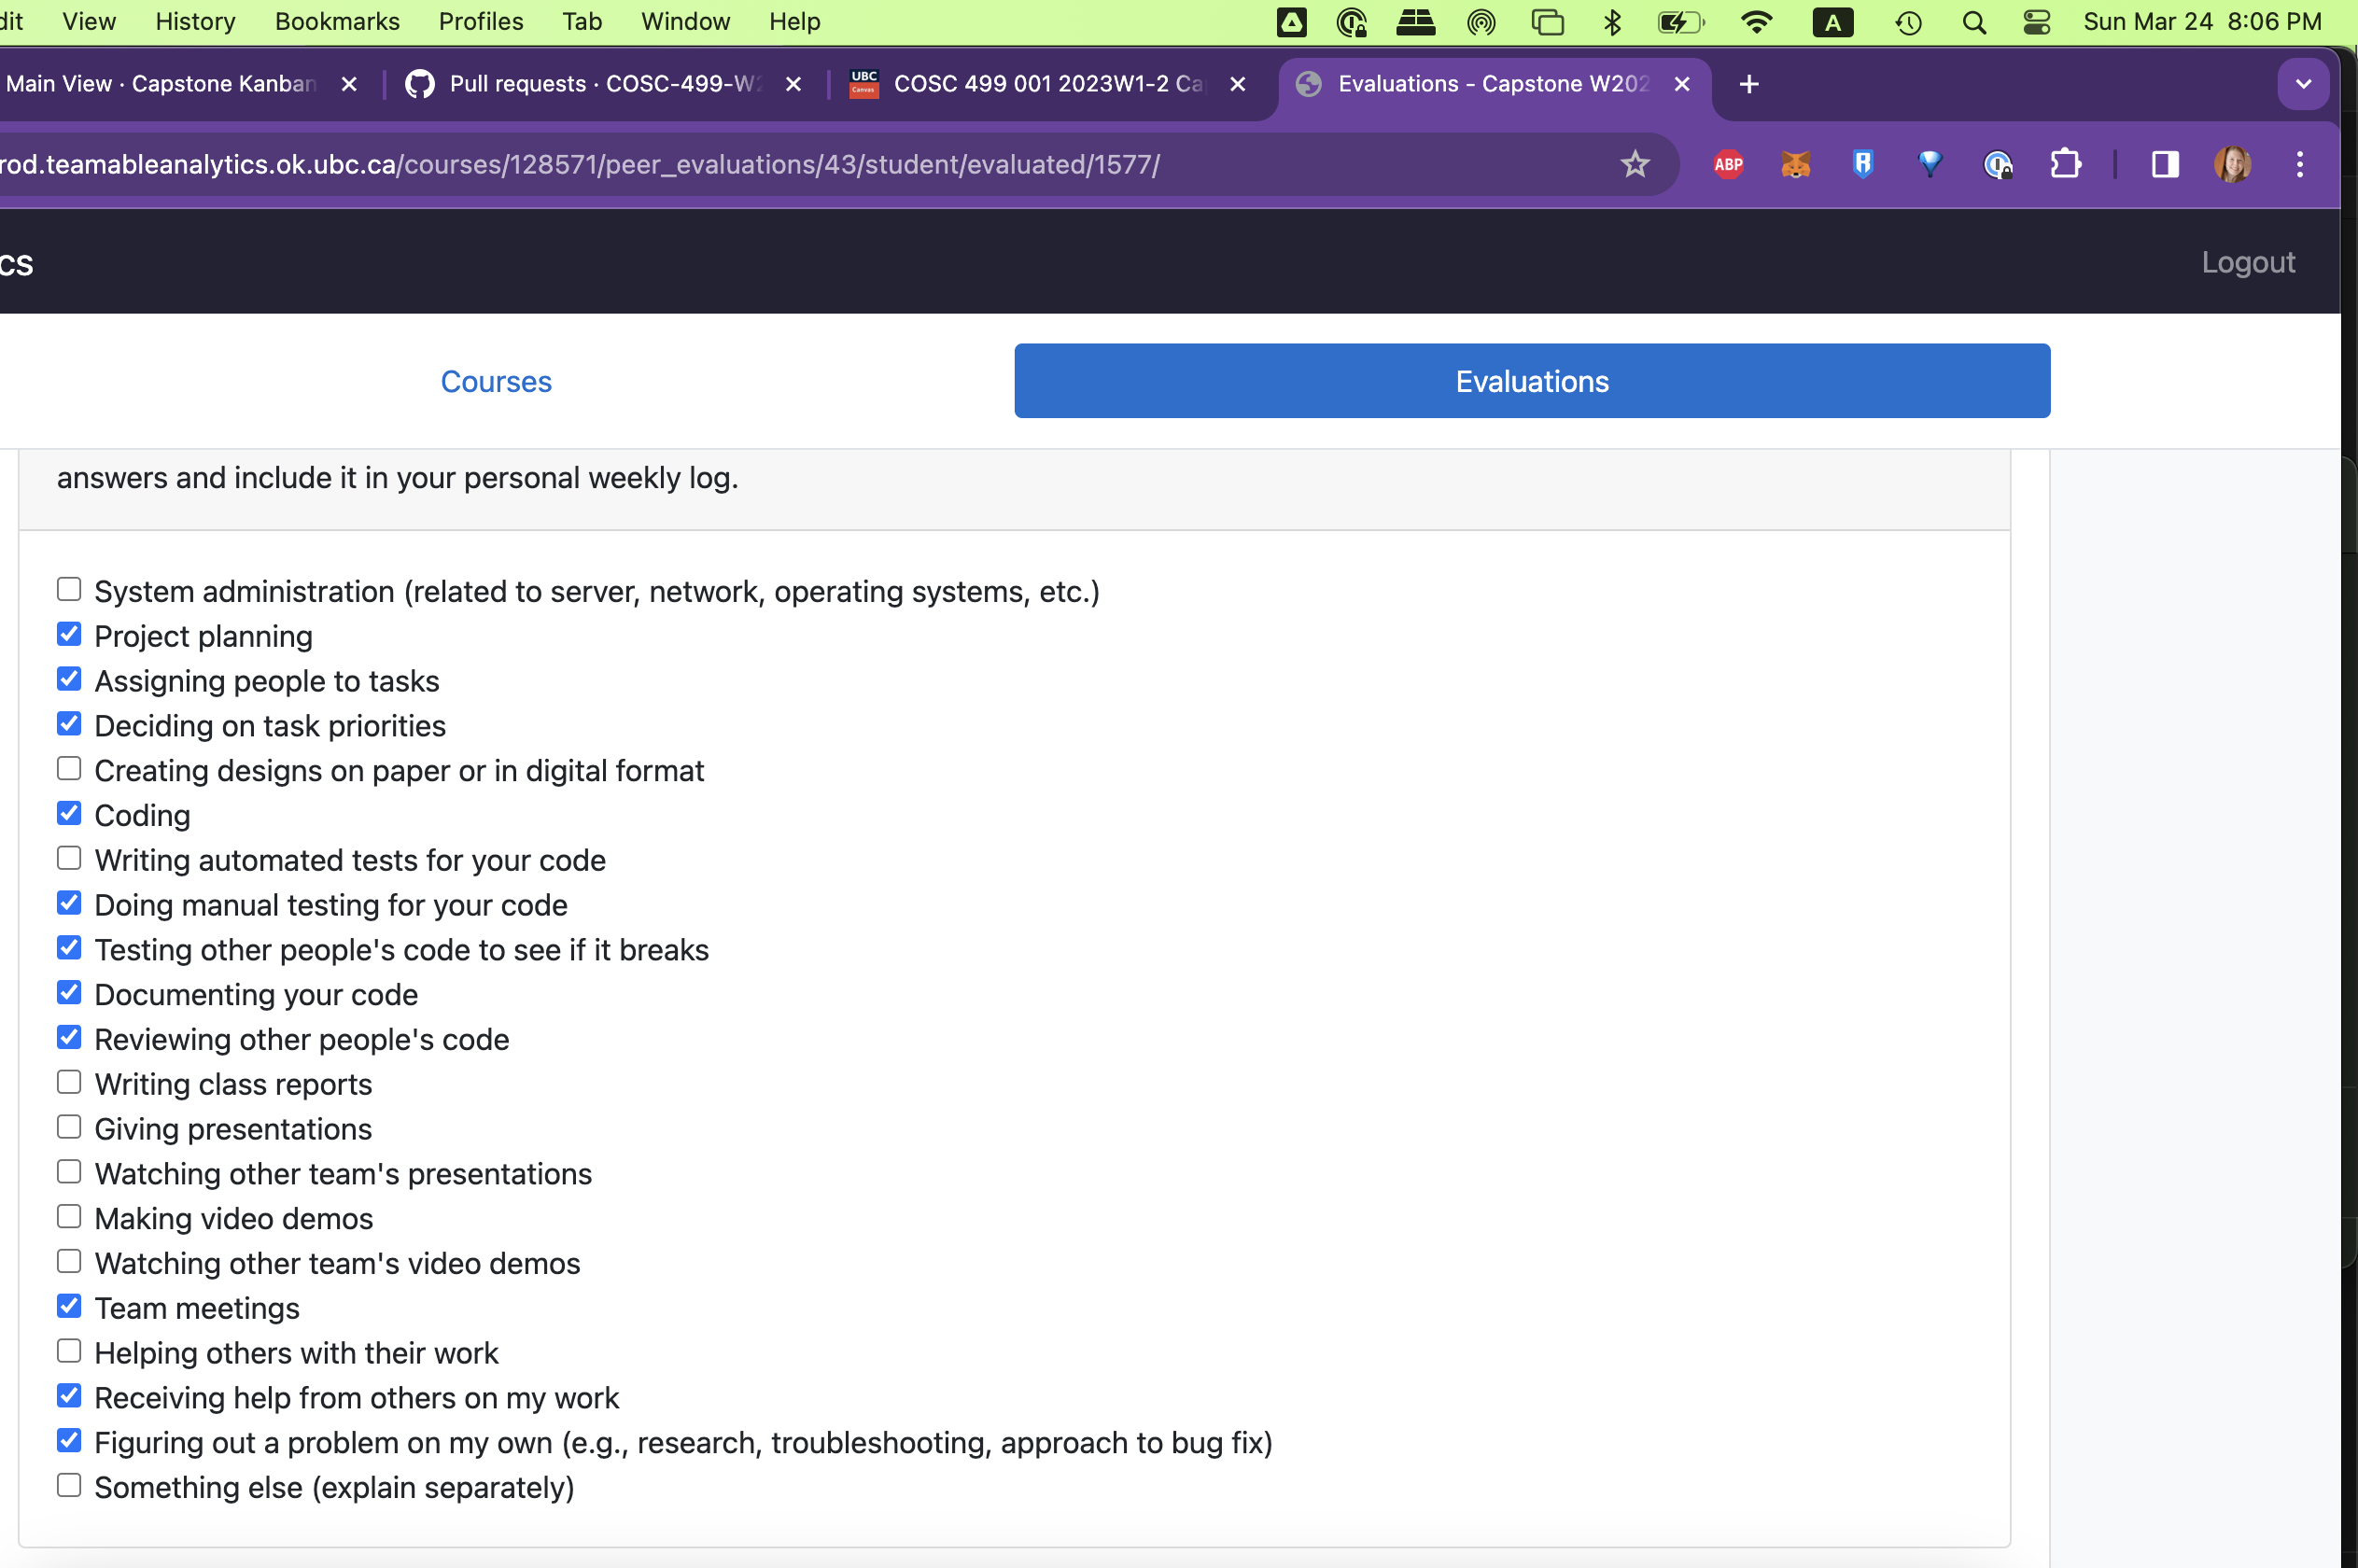 View History Bookmarks Profiles Tab Window Help A Sun Mar 24 8:06 PM
Main View · Capstone Kanban Pull requests · COSC-499-W2 UBC Canvas COSC 499 001 2023W1-2 Ca Evaluations - Capstone W202
rod.teamableanalytics.ok.ubc.ca/courses/128571/peer_evaluations/43/student/evaluated/1577/ ABP
cs Logout
Courses Evaluations
answers and include it in your personal weekly log.
System administration (related to server, network, operating systems, etc.)
Project planning
Assigning people to tasks
Deciding on task priorities
Creating designs on paper or in digital format
Coding
Writing automated tests for your code
Doing manual testing for your code
Testing other people's code to see if it breaks
Documenting your code
Reviewing other people's code
Writing class reports
Giving presentations
Watching other team's presentations
Making video demos
Watching other team's video demos
Team meetings
Helping others with their work
Receiving help from others on my work
Figuring out a problem on my own (e.g., research, troubleshooting, approach to bug fix)
Something else (explain separately)